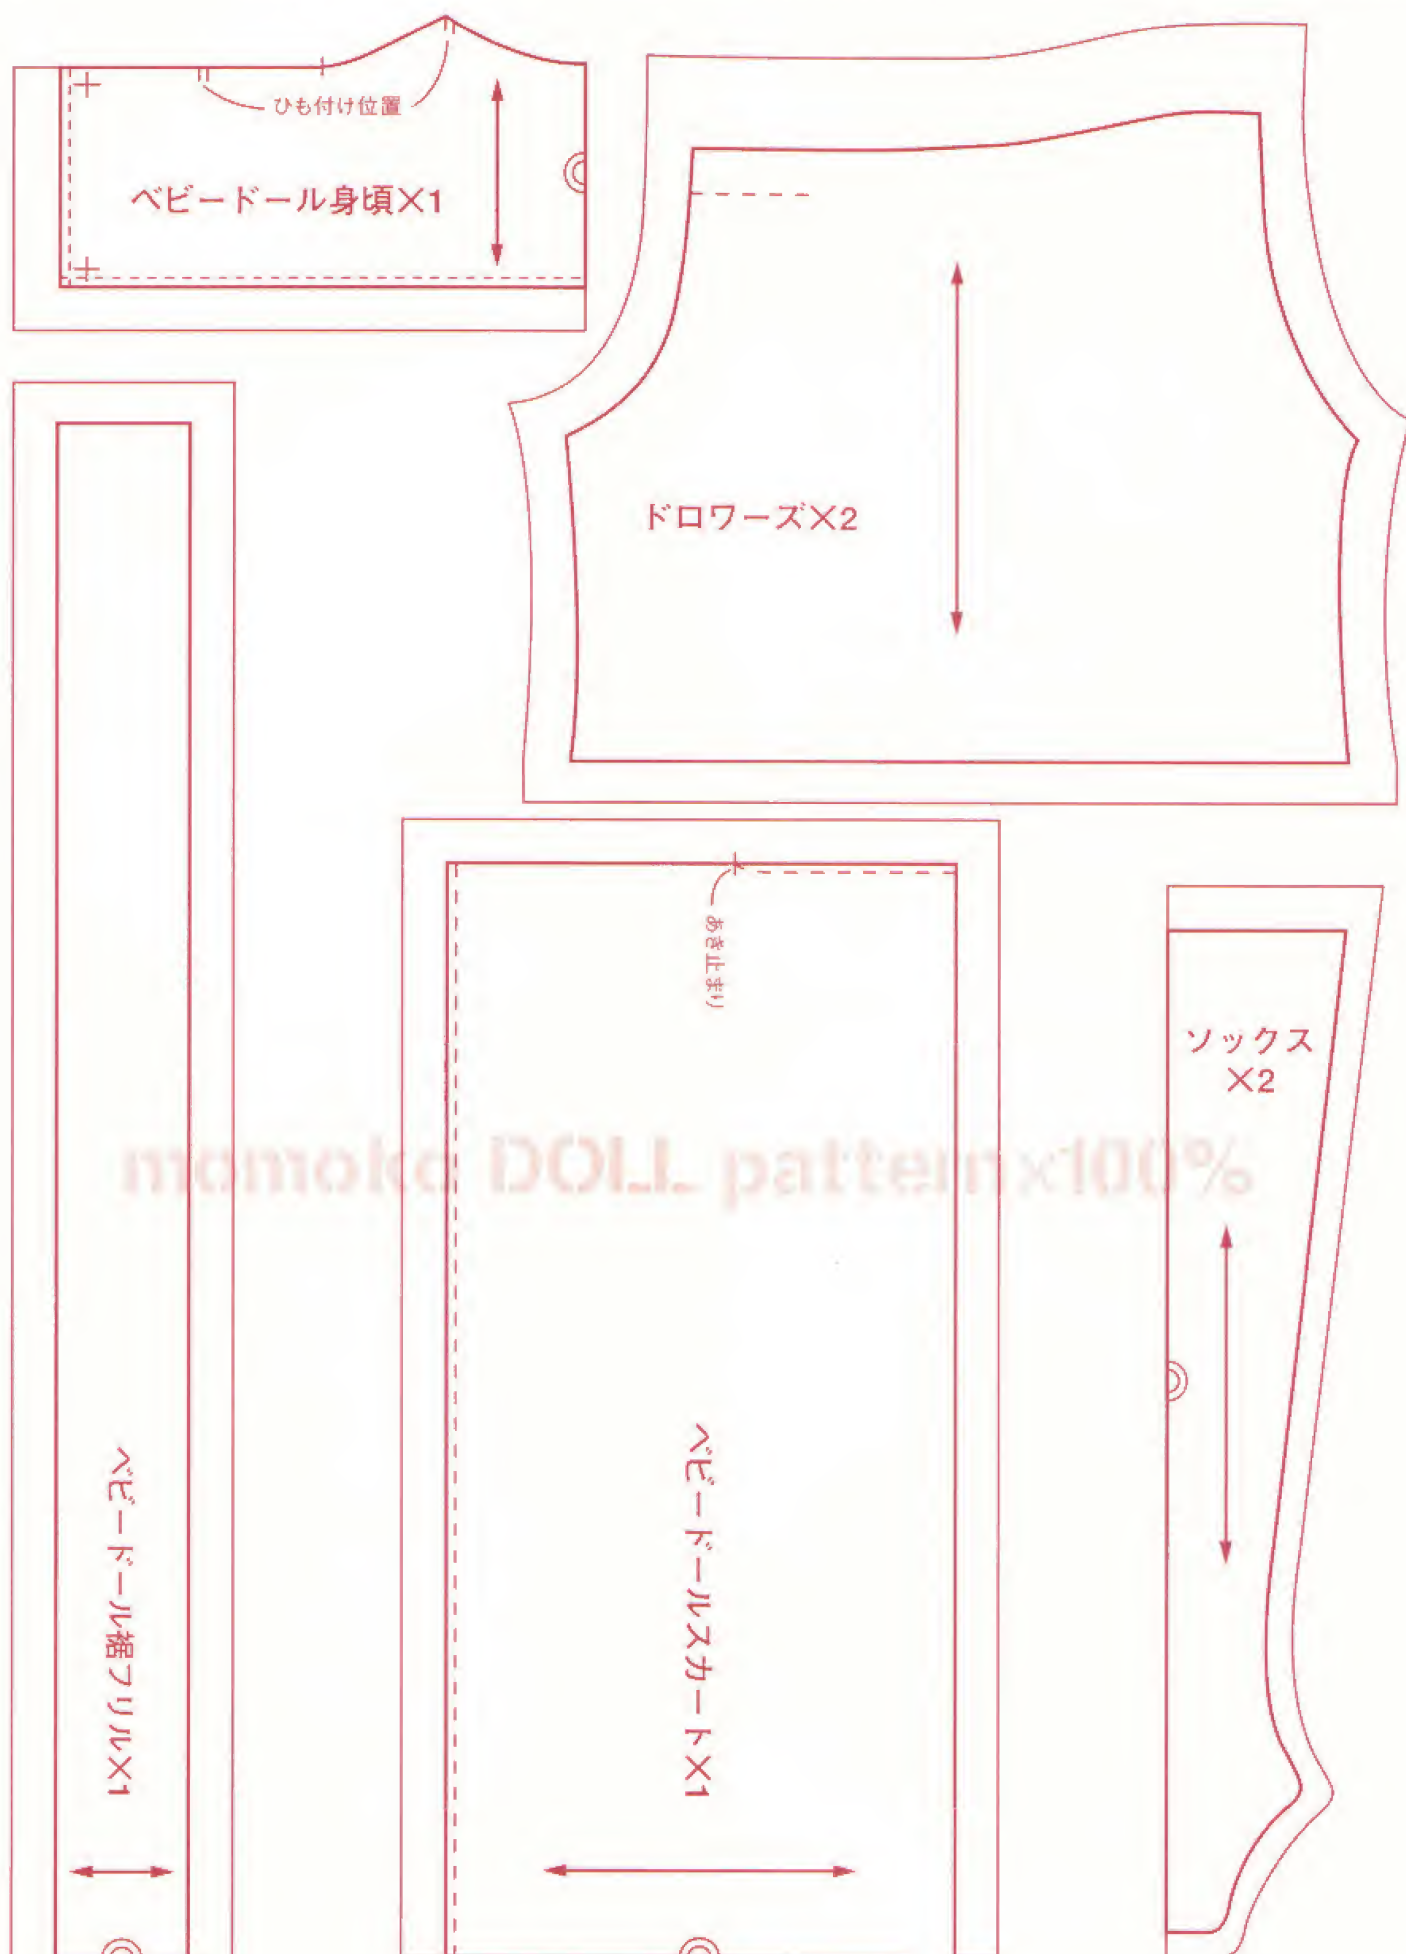 ひも付け位置
ベビードール身頃×1
ドロワーズ×2
あき止まり
ソックス
×2
momoko DOLL pattern×100%
ベビードール裾フリル×1
ベビードールスカート×1